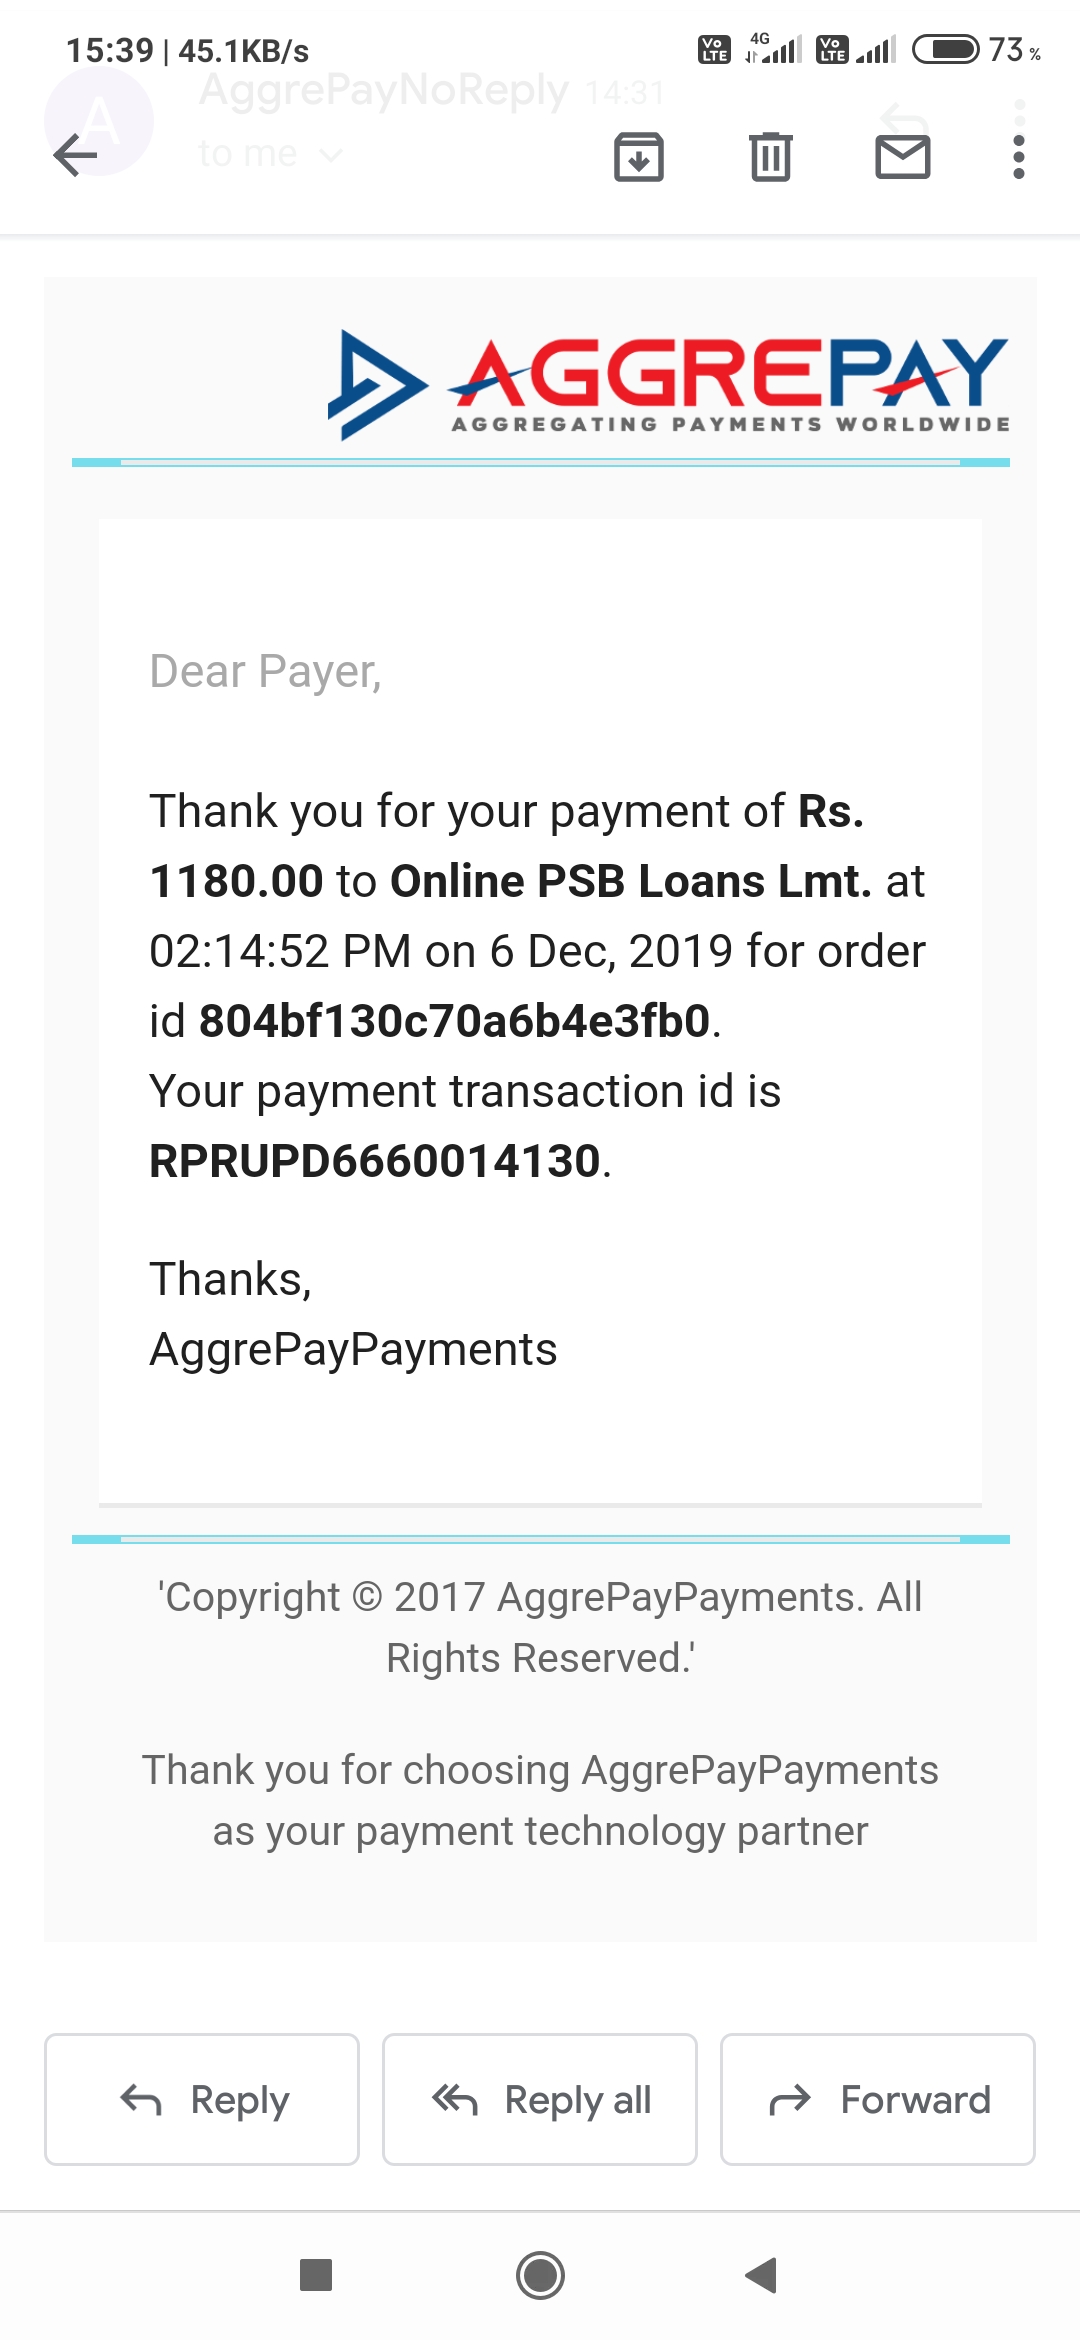 15:39 | 45.1KB/s
Vo LTE 4G Vo LTE 73 %
A
AggrePayNoReply 14:31
to me
AGGREPAY
AGGREGATING PAYMENTS WORLDWIDE
Dear Payer,
Thank you for your payment of Rs.
1180.00 to Online PSB Loans Lmt. at
02:14:52 PM on 6 Dec, 2019 for order
id 804bf130c70a6b4e3fb0.
Your payment transaction id is
RPRUPD6660014130.
Thanks,
AggrePayPayments
'Copyright © 2017 AggrePayPayments. All
Rights Reserved.'
Thank you for choosing AggrePayPayments
as your payment technology partner
Reply
Reply all
Forward